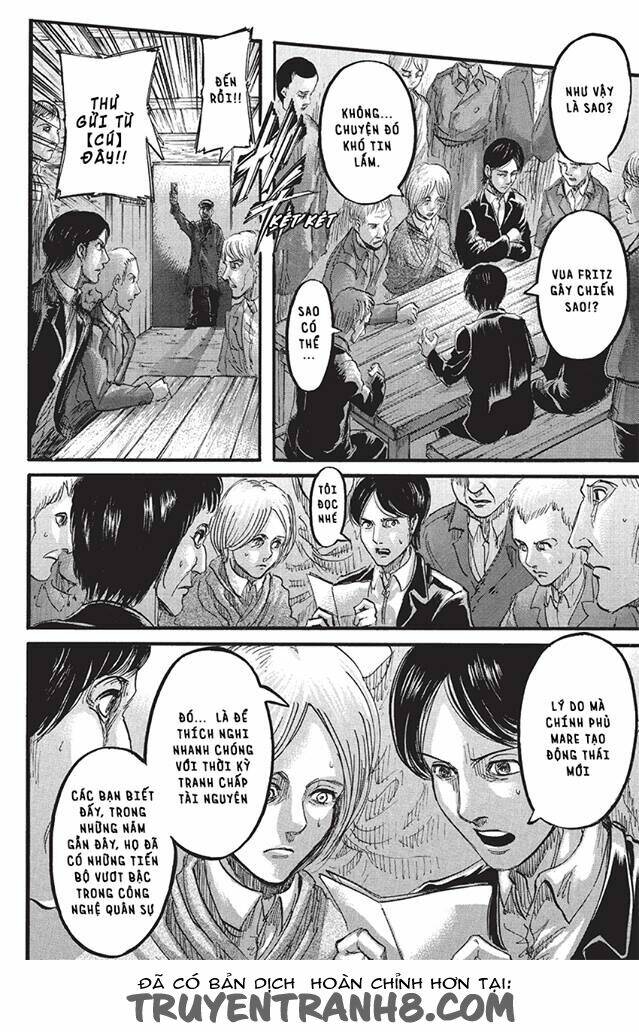 NHƯ VẬY
LÀ SAO?
KHÔNG...
CHUYỆN ĐÓ
KHÓ TIN
LẮM.
VUA FRITZ
GÂY CHIẾN
SAO!?
SAO
CÓ THỂ
...
KÉT KÉT
ĐẾN
RỒI!!
THƯ
GỬI TỪ
[CÚ]
ĐÂY!!
TÔI
ĐỌC
NHÉ
LÝ DO MÀ
CHÍNH PHỦ
MARE TẠO
ĐỘNG THÁI
MỚI
ĐÓ... LÀ ĐỂ
THÍCH NGHI
NHANH CHÓNG
VỚI THỜI KỲ
TRANH CHẤP
TÀI NGUYÊN
CÁC BẠN BIẾT
ĐẤY, TRONG
NHỮNG NĂM
GẦN ĐÂY, HỌ ĐÃ
CÓ NHỮNG TIẾN
BỘ VƯỢT BẬC
TRONG CÔNG
NGHỆ QUÂN SỰ
ĐÃ CÓ BẢN DỊCH HOÀN CHỈNH HƠN TẠI:
TRUYENTRANH8.COM